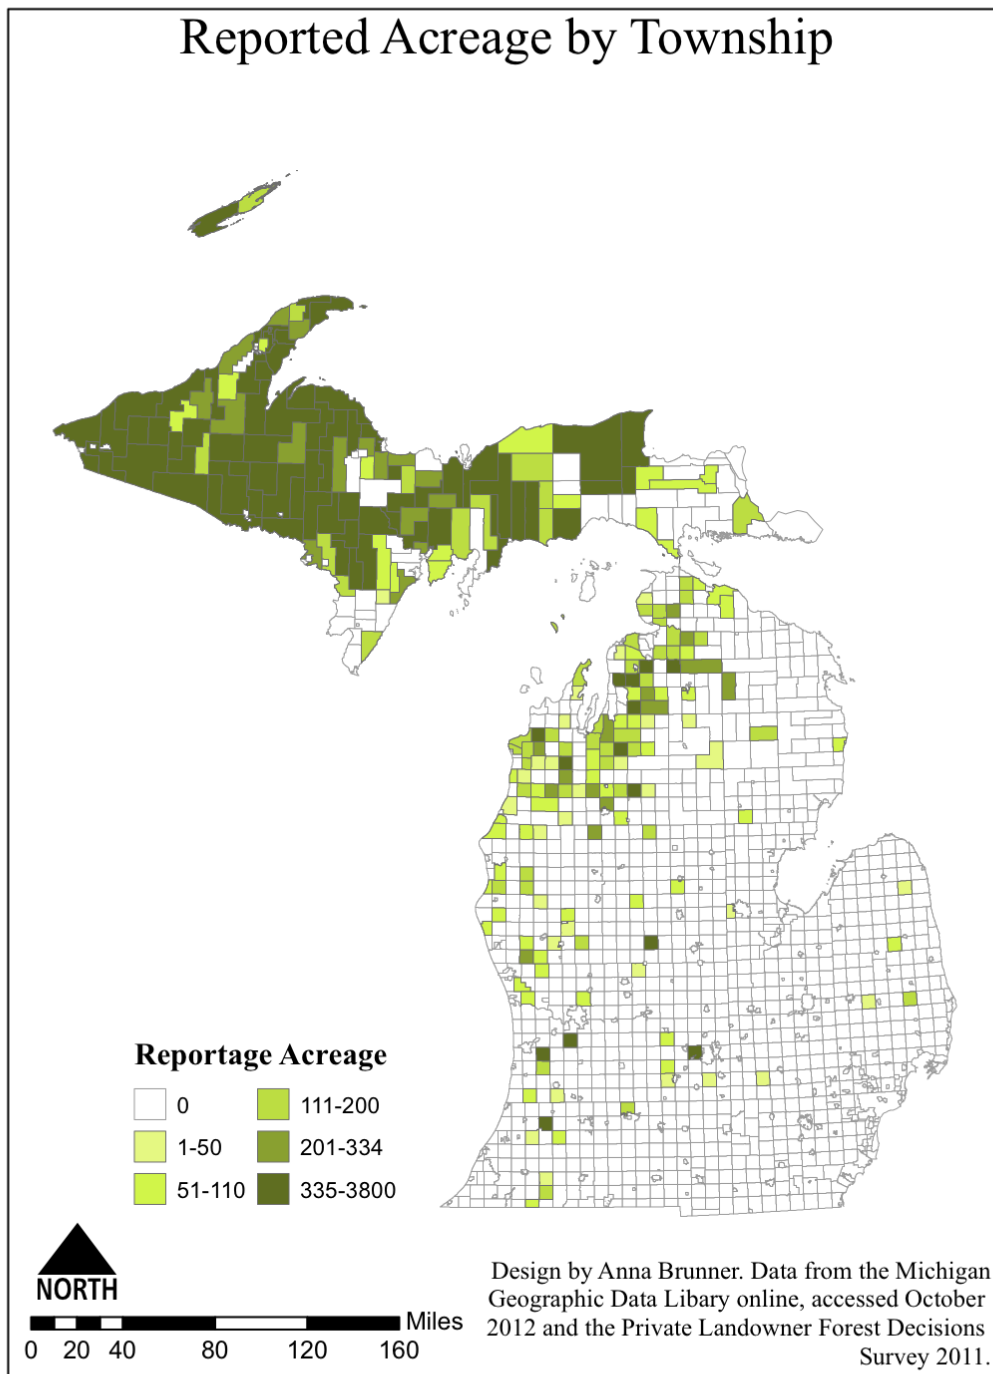 Reported Acreage by Township
Reportage Acreage
0
1-50
51-110
111-200
201-334
335-3800
NORTH
Miles
0 20 40 80 120 160
Design by Anna Brunner. Data from the Michigan
Geographic Data Libary online, accessed October
2012 and the Private Landowner Forest Decisions
Survey 2011.